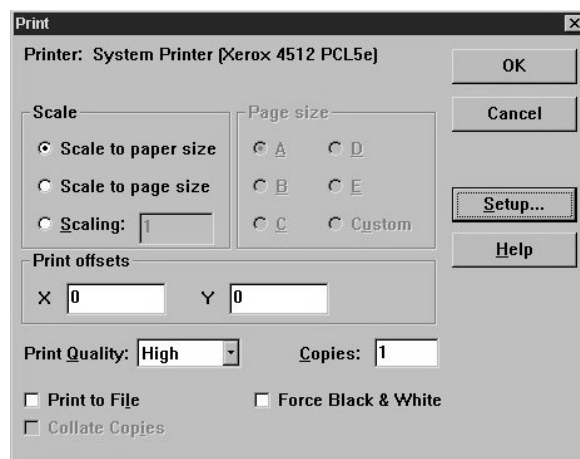 Print
Printer: System Printer (Xerox 4512 PCL5e)
OK
Cancel
Setup...
Help
Scale
Scale to paper size
Scale to page size
Scaling: 1
Page size
A D
B E
C Custom
Print offsets
X 0 Y 0
Print Quality: High Copies: 1
Print to File Force Black & White
Collate Copies